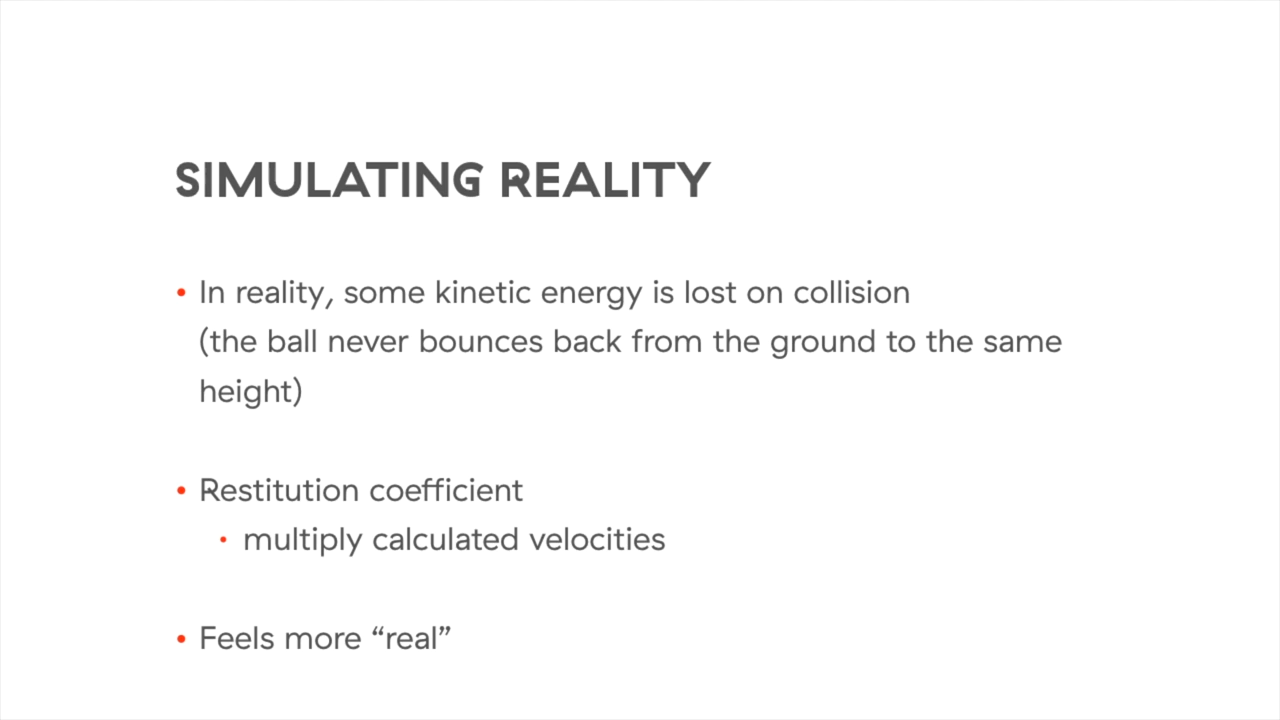 SIMULATING REALITY
• In reality, some kinetic energy is lost on collision
(the ball never bounces back from the ground to the same
height)
• Restitution coefficient
• multiply calculated velocities
• Feels more “real”